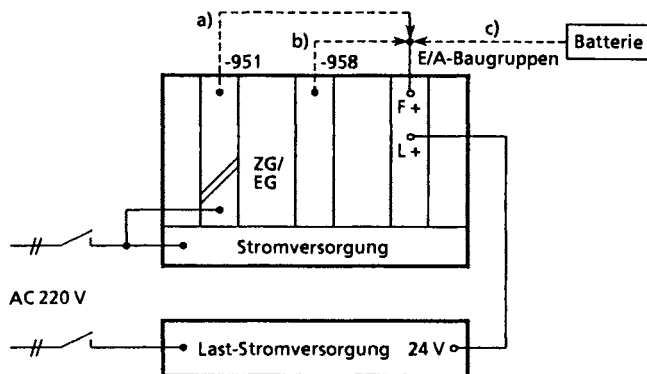 a)
b)
c)
Batterie
-951
-958
E/A-Baugruppen
F +
L +
ZG/
EG
Stromversorgung
AC 220 V
Last-Stromversorgung 24 V